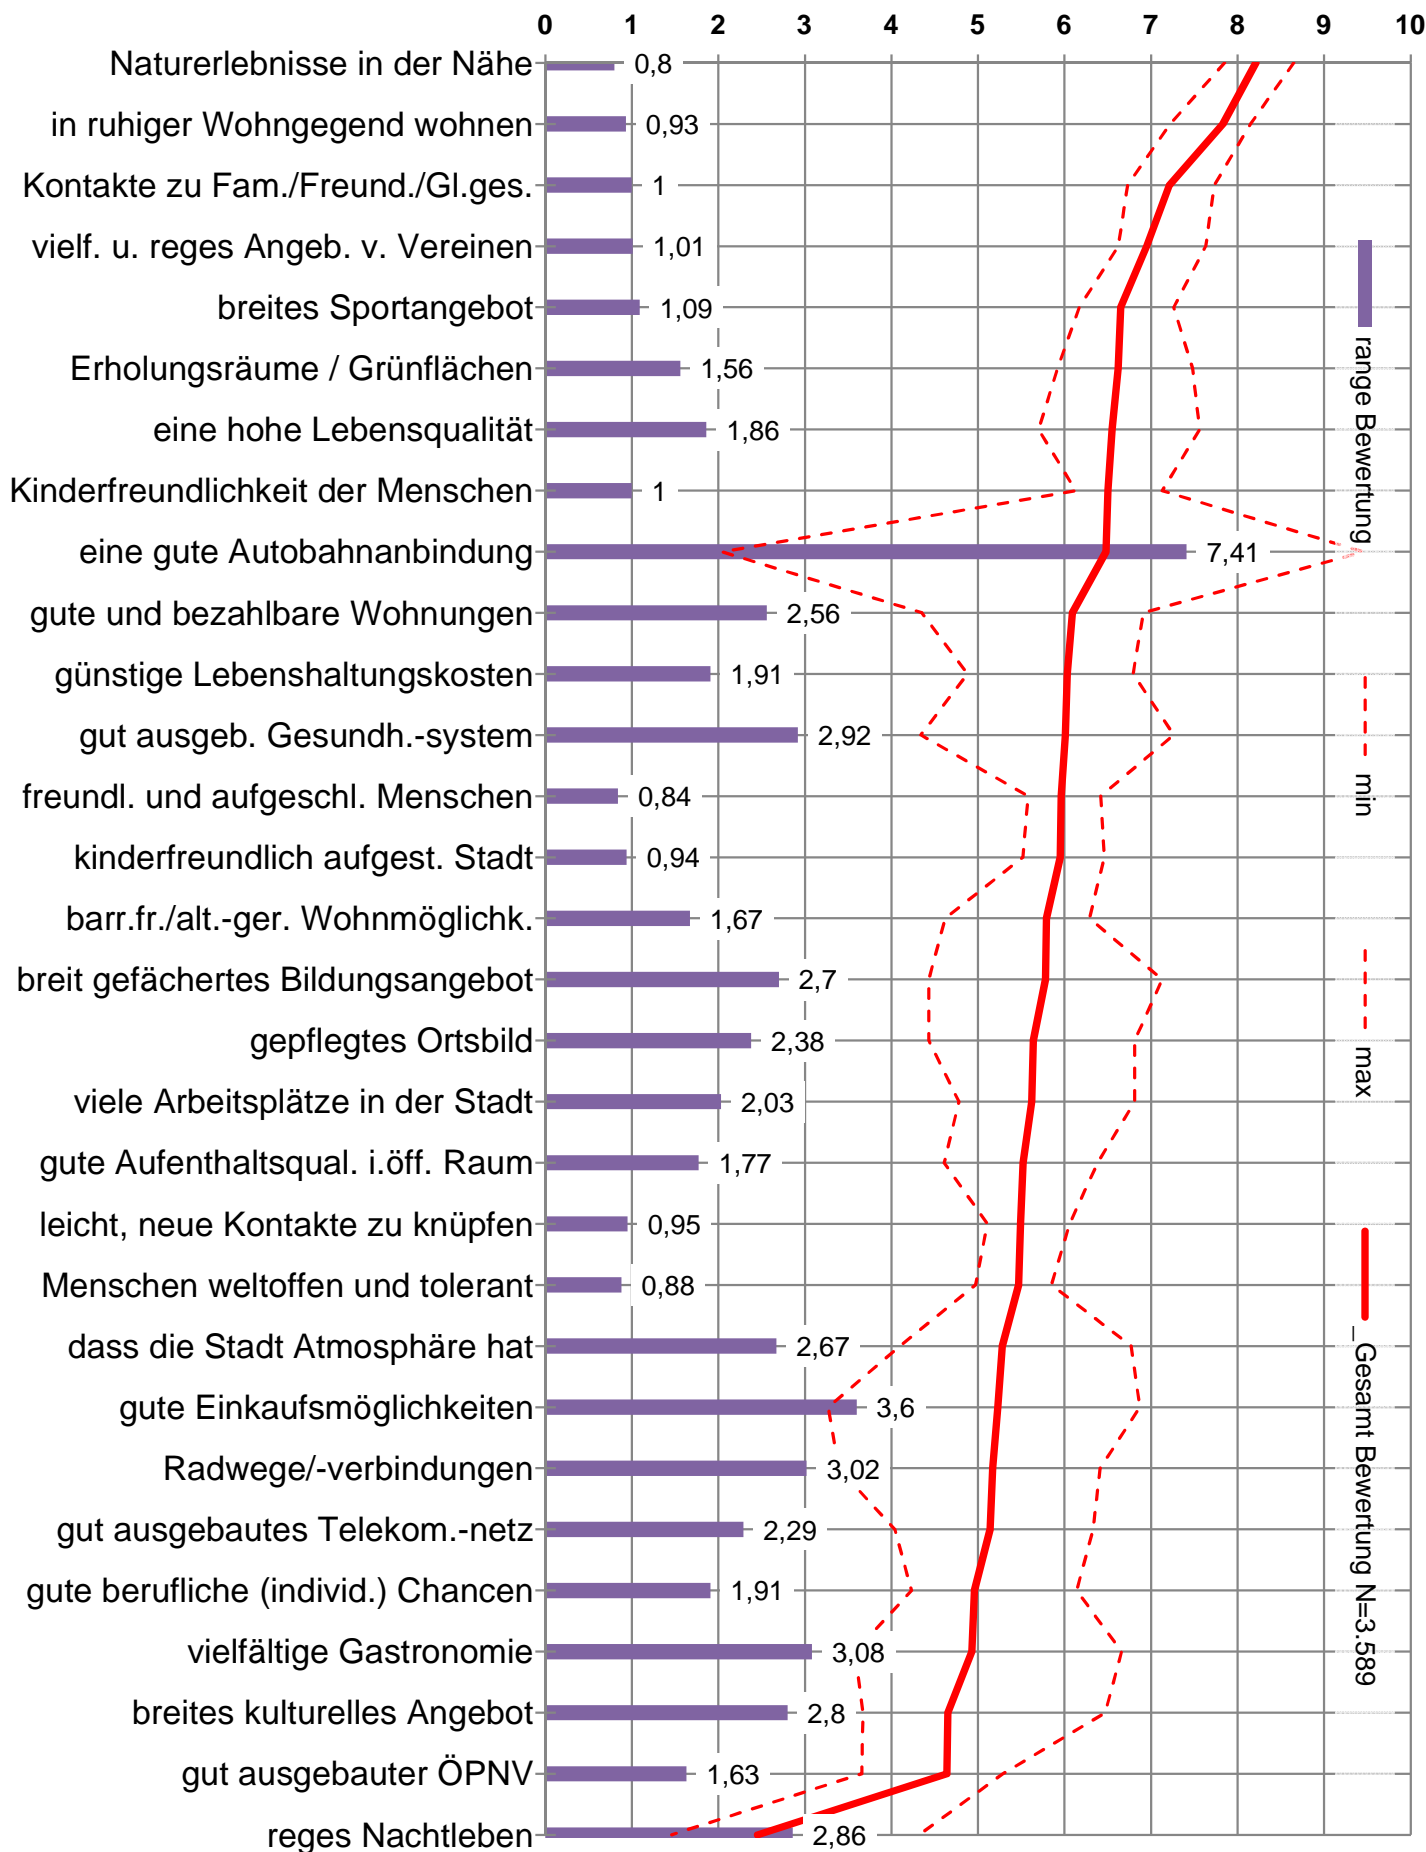 0 1 2 3 4 5 6 7 8 9 10
Naturerlebnisse in der Nähe 0,8
in ruhiger Wohngegend wohnen 0,93
Kontakte zu Fam./Freund./Gl.ges. 1
vielf. u. reges Angeb. v. Vereinen 1,01
breites Sportangebot 1,09
Erholungsräume / Grünflächen 1,56
eine hohe Lebensqualität 1,86
Kinderfreundlichkeit der Menschen 1
eine gute Autobahnanbindung 7,41
gute und bezahlbare Wohnungen 2,56
günstige Lebenshaltungskosten 1,91
gut ausgeb. Gesundh.-system 2,92
freundl. und aufgeschl. Menschen 0,84
kinderfreundlich aufgest. Stadt 0,94
barr.fr./alt.-ger. Wohnmöglichk. 1,67
breit gefächertes Bildungsangebot 2,7
gepflegtes Ortsbild 2,38
viele Arbeitsplätze in der Stadt 2,03
gute Aufenthaltsqual. i.öff. Raum 1,77
leicht, neue Kontakte zu knüpfen 0,95
Menschen weltoffen und tolerant 0,88
dass die Stadt Atmosphäre hat 2,67
gute Einkaufsmöglichkeiten 3,6
Radwege/-verbindungen 3,02
gut ausgebautes Telekom.-netz 2,29
gute berufliche (individ.) Chancen 1,91
vielfältige Gastronomie 3,08
breites kulturelles Angebot 2,8
gut ausgebauter ÖPNV 1,63
reges Nachtleben 2,86
range Bewertung
min
max
_Gesamt Bewertung N=3.589